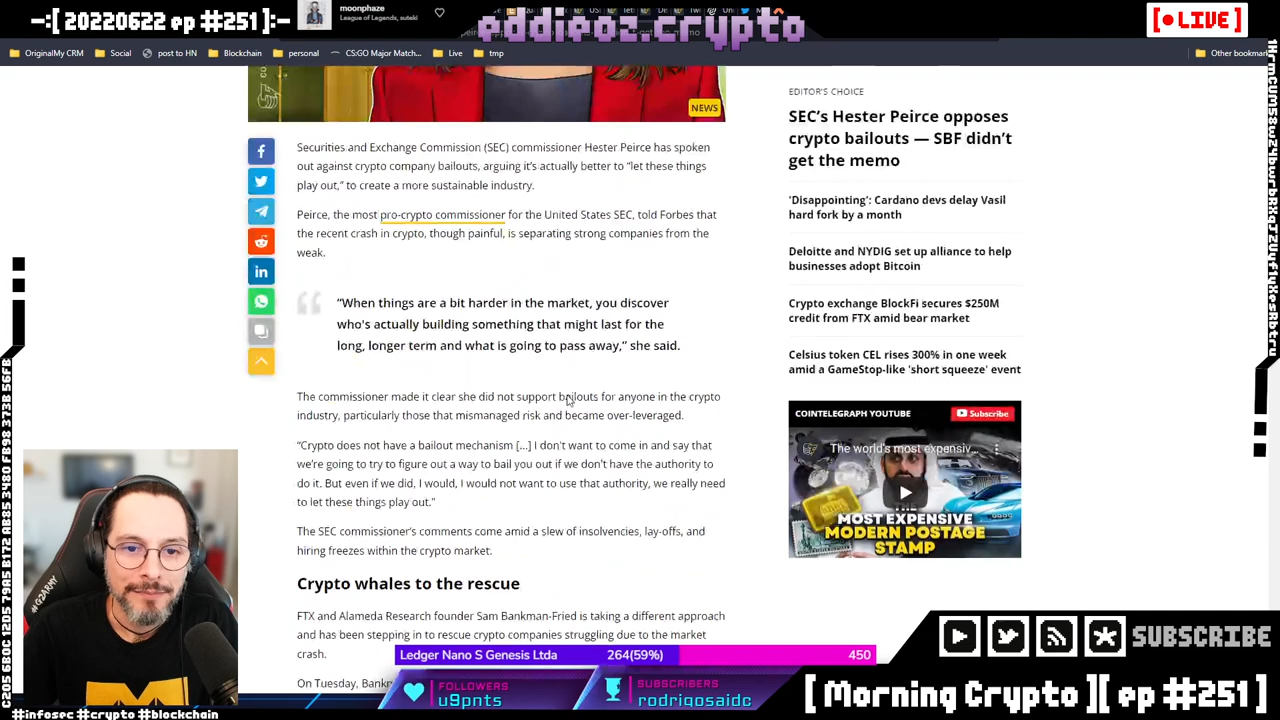 -:[ 20220622 ep #251 ]:-
moonphaze
League of Legends, suteki
eddieoz.crypto
[ LIVE ]
OriginalMy CRM
Social
post to HN
Blockchain
personal
CS:GO Major Match...
Live
tmp
Other bookmar
NEWS
Securities and Exchange Commission (SEC) commissioner Hester Peirce has spoken
out against crypto company bailouts, arguing it's actually better to "let these things
play out," to create a more sustainable industry.
Peirce, the most pro-crypto commissioner for the United States SEC, told Forbes that
the recent crash in crypto, though painful, is separating strong companies from the
weak.
"When things are a bit harder in the market, you discover
who's actually building something that might last for the
long, longer term and what is going to pass away," she said.
The commissioner made it clear she did not support bailouts for anyone in the crypto
industry, particularly those that mismanaged risk and became over-leveraged.
"Crypto does not have a bailout mechanism [...] I don't want to come in and say that
we're going to try to figure out a way to bail you out if we don't have the authority to
do it. But even if we did, I would, I would not want to use that authority, we really need
to let these things play out."
The SEC commissioner's comments come amid a slew of insolvencies, lay-offs, and
hiring freezes within the crypto market.
Crypto whales to the rescue
FTX and Alameda Research founder Sam Bankman-Fried is taking a different approach
and has been stepping in to rescue crypto companies struggling due to the market
crash.
On Tuesday, Bankr
EDITOR'S CHOICE
SEC's Hester Peirce opposes
crypto bailouts — SBF didn't
get the memo
'Disappointing': Cardano devs delay Vasil
hard fork by a month
Deloitte and NYDIG set up alliance to help
businesses adopt Bitcoin
Crypto exchange BlockFi secures $250M
credit from FTX amid bear market
Celsius token CEL rises 300% in one week
amid a GameStop-like 'short squeeze' event
COINTELEGRAPH YOUTUBE
Subscribe
The world's most expensiv...
THE
MOST EXPENSIVE
MODERN POSTAGE
STAMP
#G2ARMY
Ledger Nano S Genesis Ltda
264(59%)
450
FOLLOWERS
u9pnts
SUBSCRIBERS
rodrigosaidc
SUBSCRIBE
[ Morning Crypto ][ ep #251 ]
#infosec #crypto #blockchain